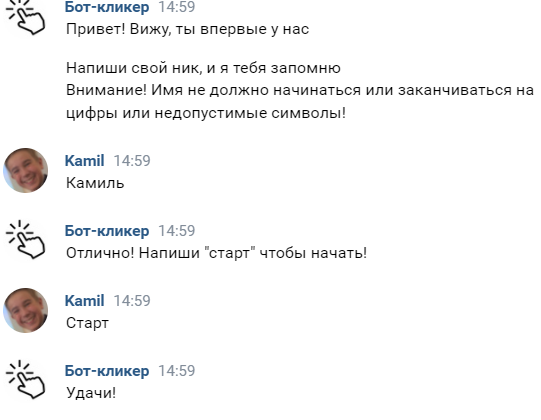 Бот-кликер 14:59
Привет! Вижу, ты впервые у нас
Напиши свой ник, и я тебя запомню
Внимание! Имя не должно начинаться или заканчиваться на
цифры или недопустимые символы!
Kamil 14:59
Камиль
Бот-кликер 14:59
Отлично! Напиши "старт" чтобы начать!
Kamil 14:59
Старт
Бот-кликер 14:59
Удачи!